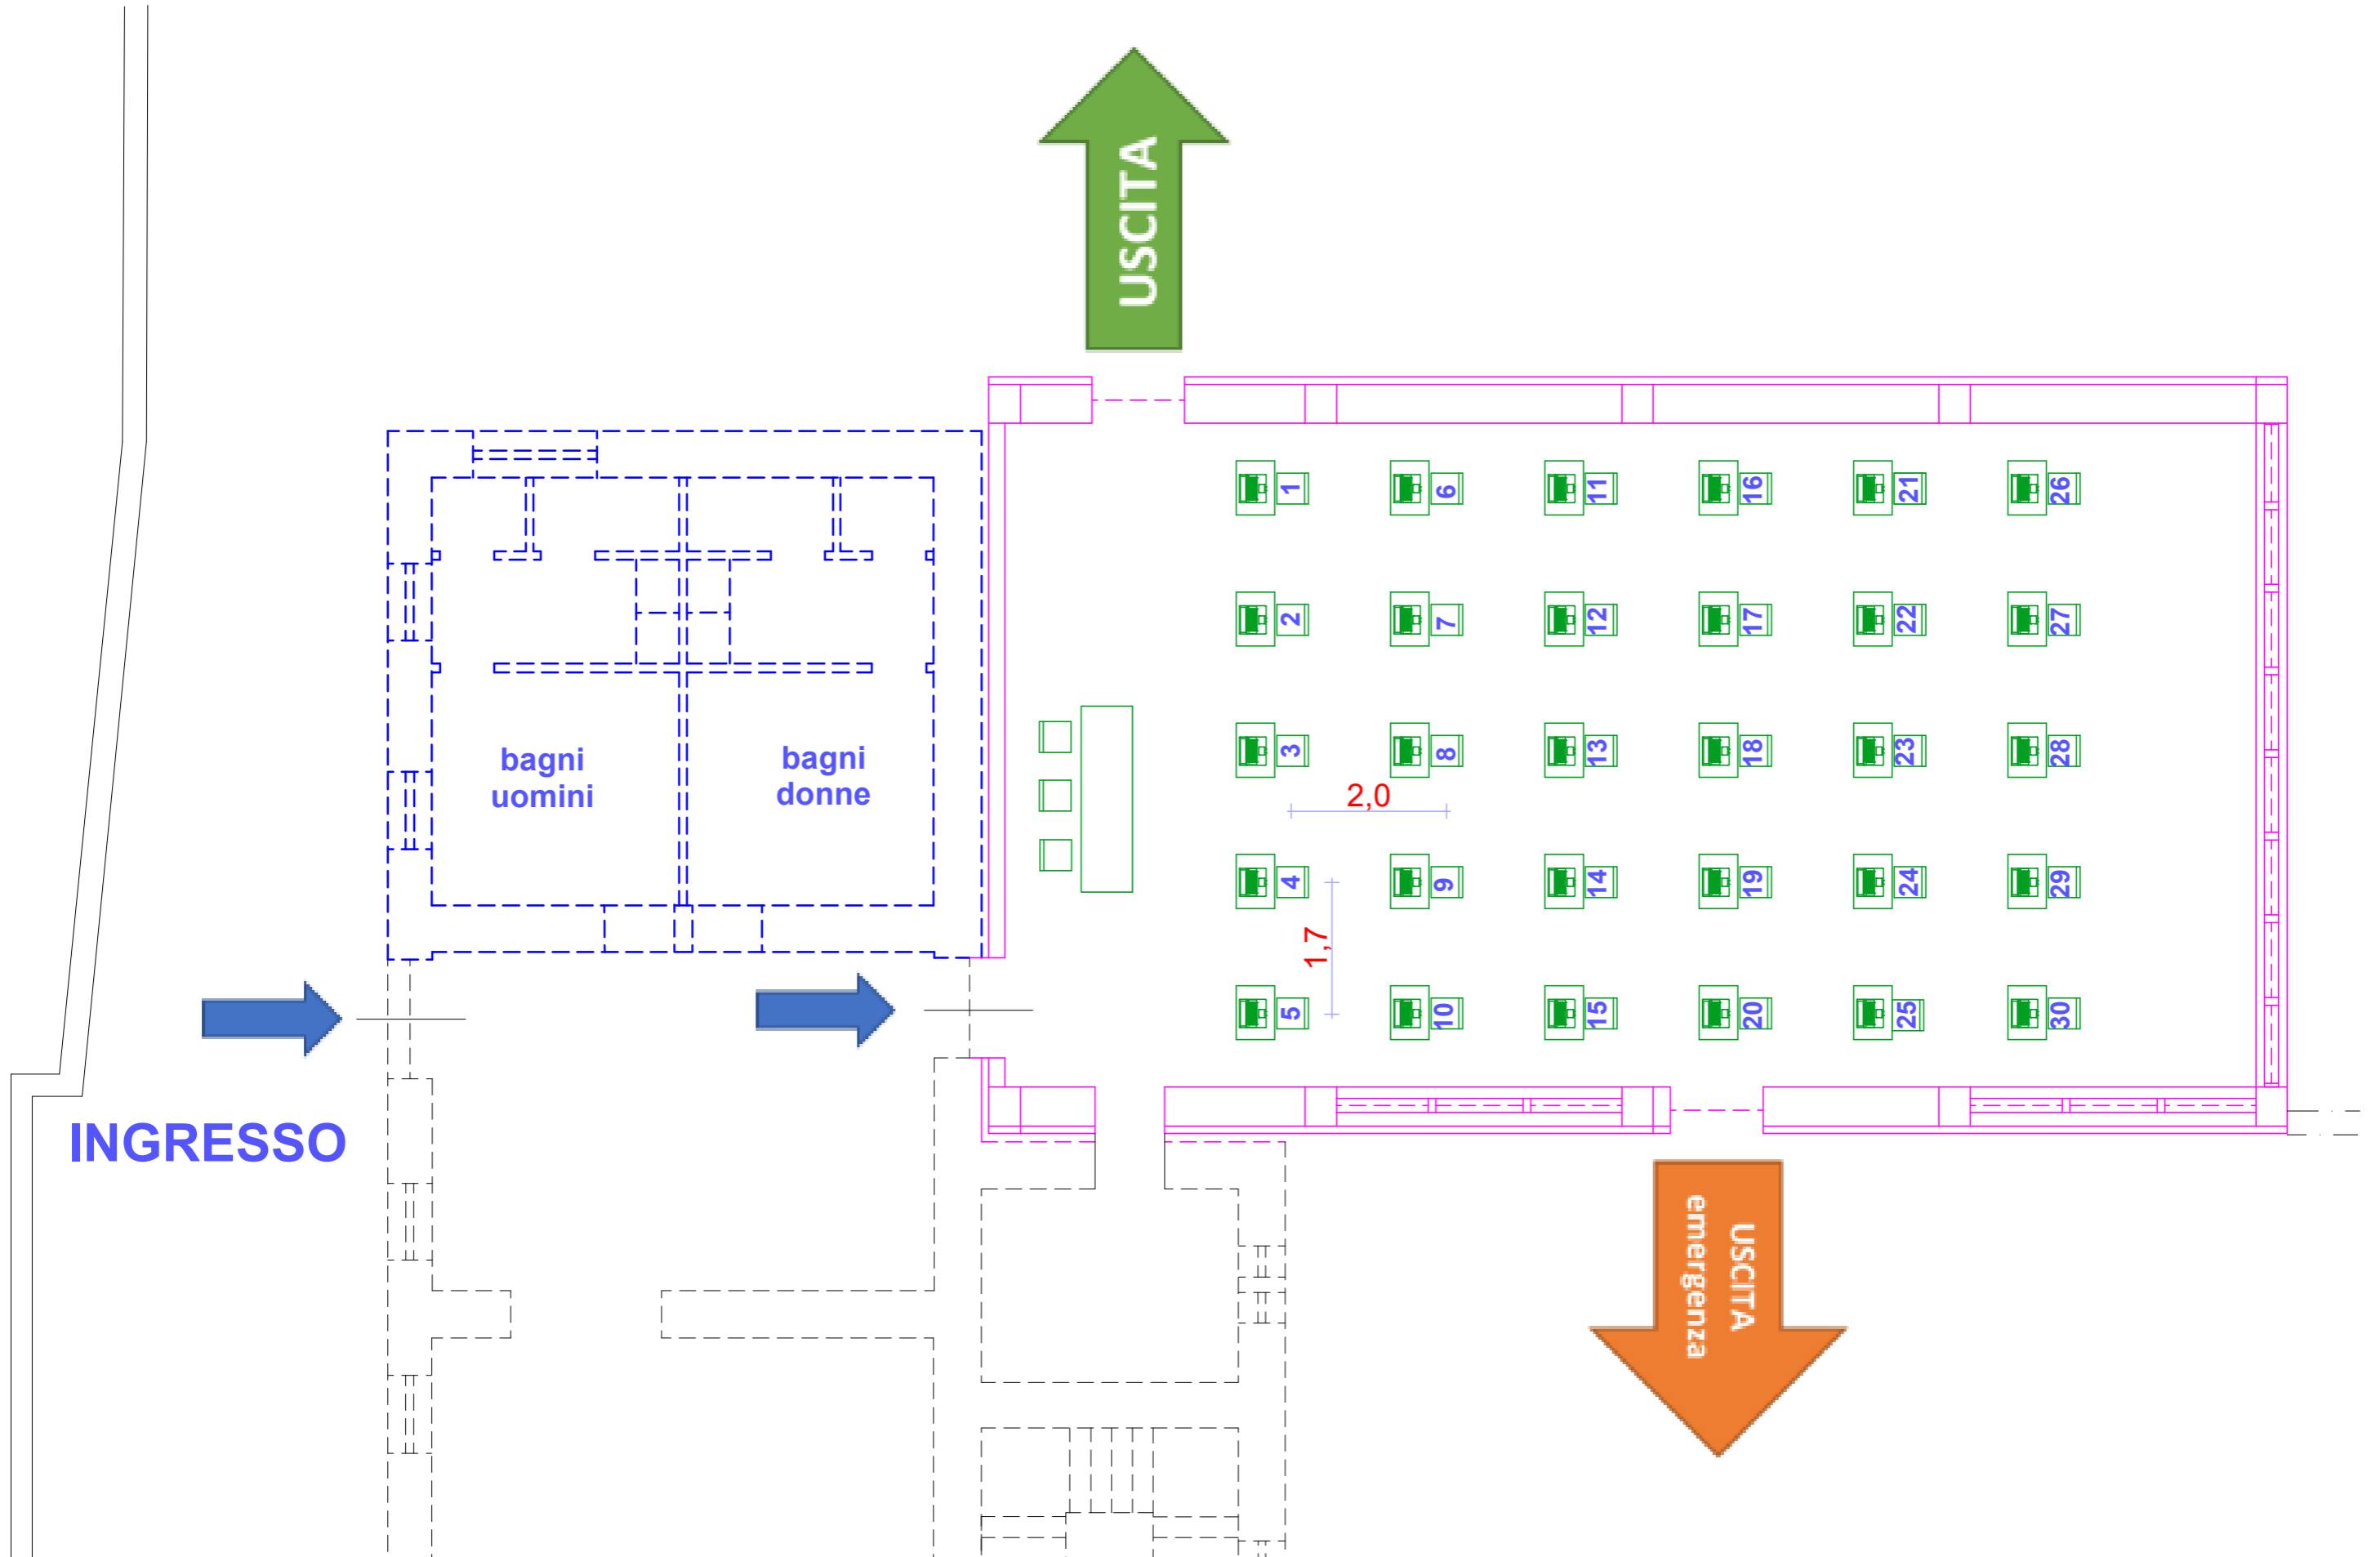 USCITA
1 6 11 16 21 26
2 7 12 17 22 27
bagni
uomini
bagni
donne
3 8 13 18 23 28
2,0
4 9 14 19 24 29
1,7
5 10 15 20 25 30
INGRESSO
USCITA
emergenza